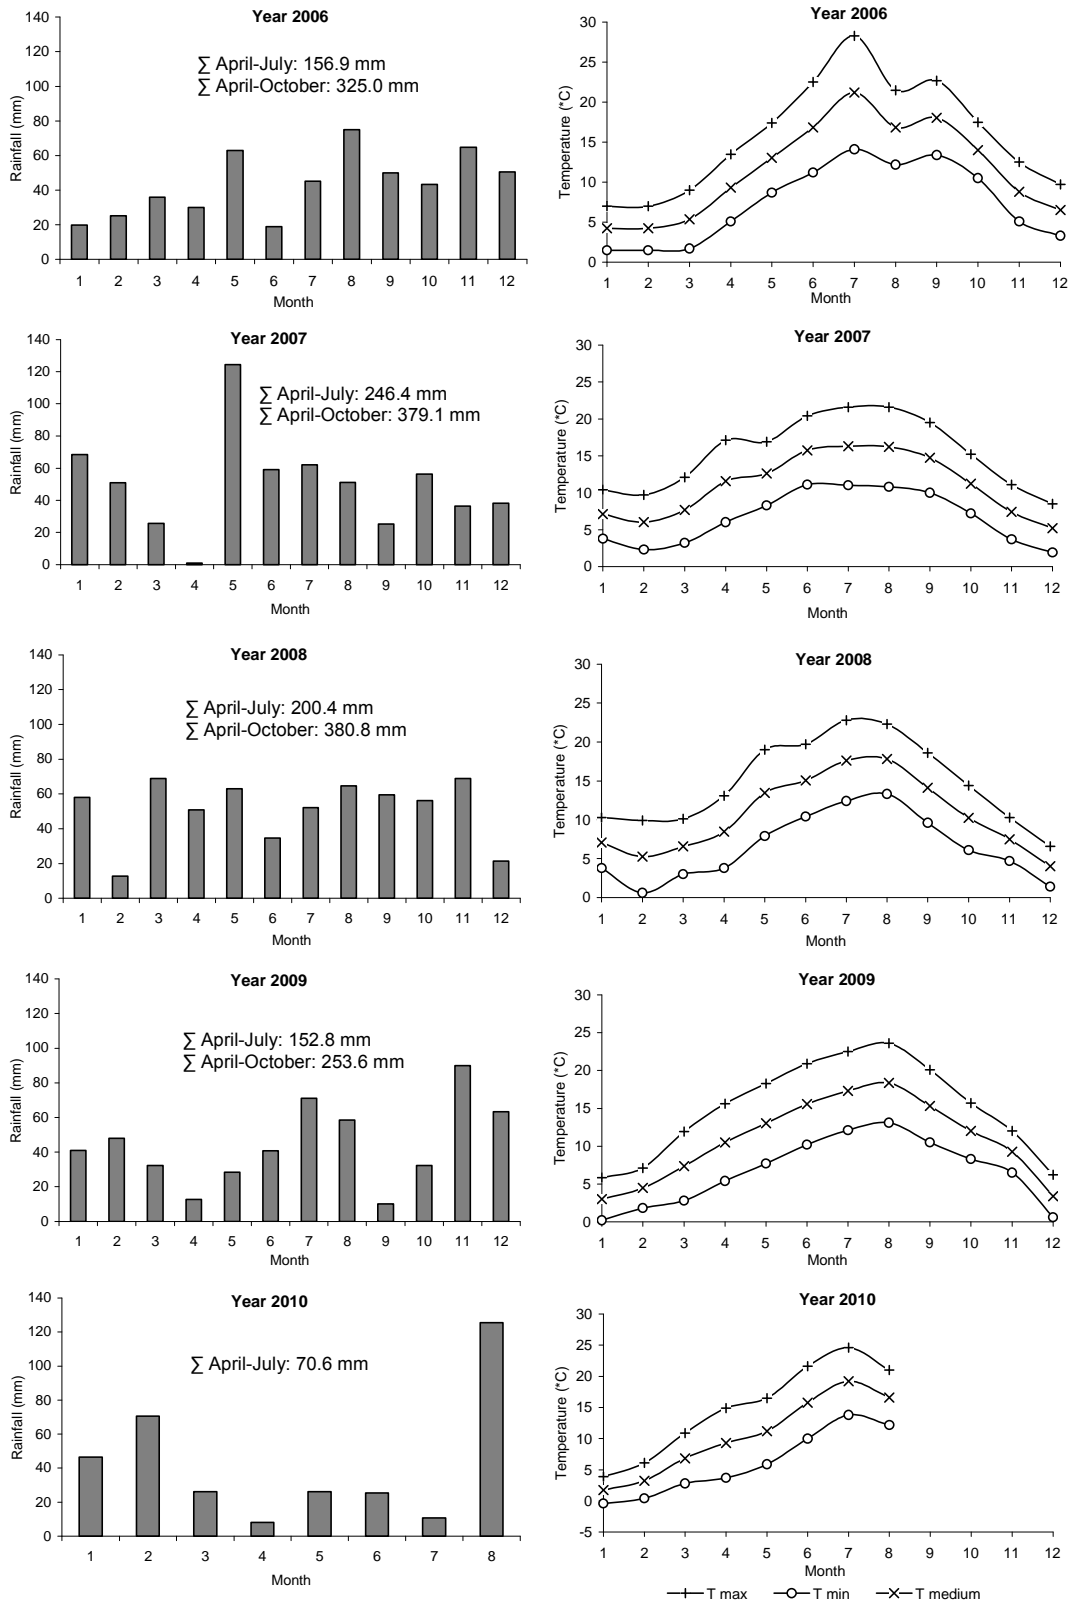 Year 2006
140
120
100
80
60
40
20
0
Rainfall (mm)
∑ April-July: 156.9 mm
∑ April-October: 325.0 mm
1 2 3 4 5 6 7 8 9 10 11 12
Month
Year 2006
30
25
20
15
10
5
0
Temperature (*C)
1 2 3 4 5 6 7 8 9 10 11 12
Month
Year 2007
140
120
100
80
60
40
20
0
Rainfall (mm)
∑ April-July: 246.4 mm
∑ April-October: 379.1 mm
1 2 3 4 5 6 7 8 9 10 11 12
Month
Year 2007
30
25
20
15
10
5
0
Temperature (*C)
1 2 3 4 5 6 7 8 9 10 11 12
Month
Year 2008
140
120
100
80
60
40
20
0
Rainfall (mm)
∑ April-July: 200.4 mm
∑ April-October: 380.8 mm
1 2 3 4 5 6 7 8 9 10 11 12
Month
Year 2008
30
25
20
15
10
5
0
Temperature (*C)
1 2 3 4 5 6 7 8 9 10 11 12
Month
Year 2009
140
120
100
80
60
40
20
0
Rainfall (mm)
∑ April-July: 152.8 mm
∑ April-October: 253.6 mm
1 2 3 4 5 6 7 8 9 10 11 12
Month
Year 2009
30
25
20
15
10
5
0
Temperature (*C)
1 2 3 4 5 6 7 8 9 10 11 12
Month
Year 2010
140
120
100
80
60
40
20
0
Rainfall (mm)
∑ April-July: 70.6 mm
1 2 3 4 5 6 7 8
Month
Year 2010
30
25
20
15
10
5
0
-5
Temperature (*C)
1 2 3 4 5 6 7 8 9 10 11 12
Month
T max T min T medium